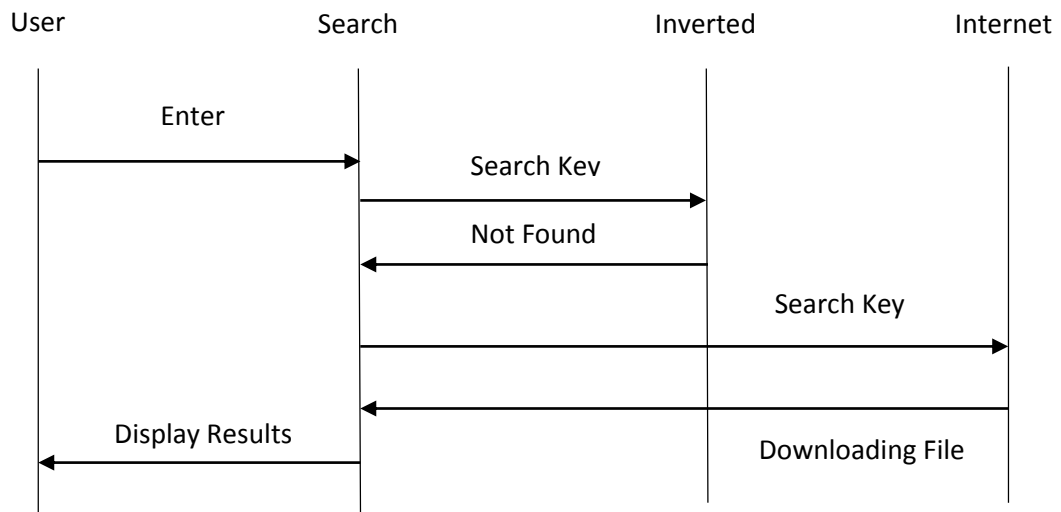 User
Search
Inverted
Internet
Enter
Search Key
Not Found
Search Key
Display Results
Downloading File